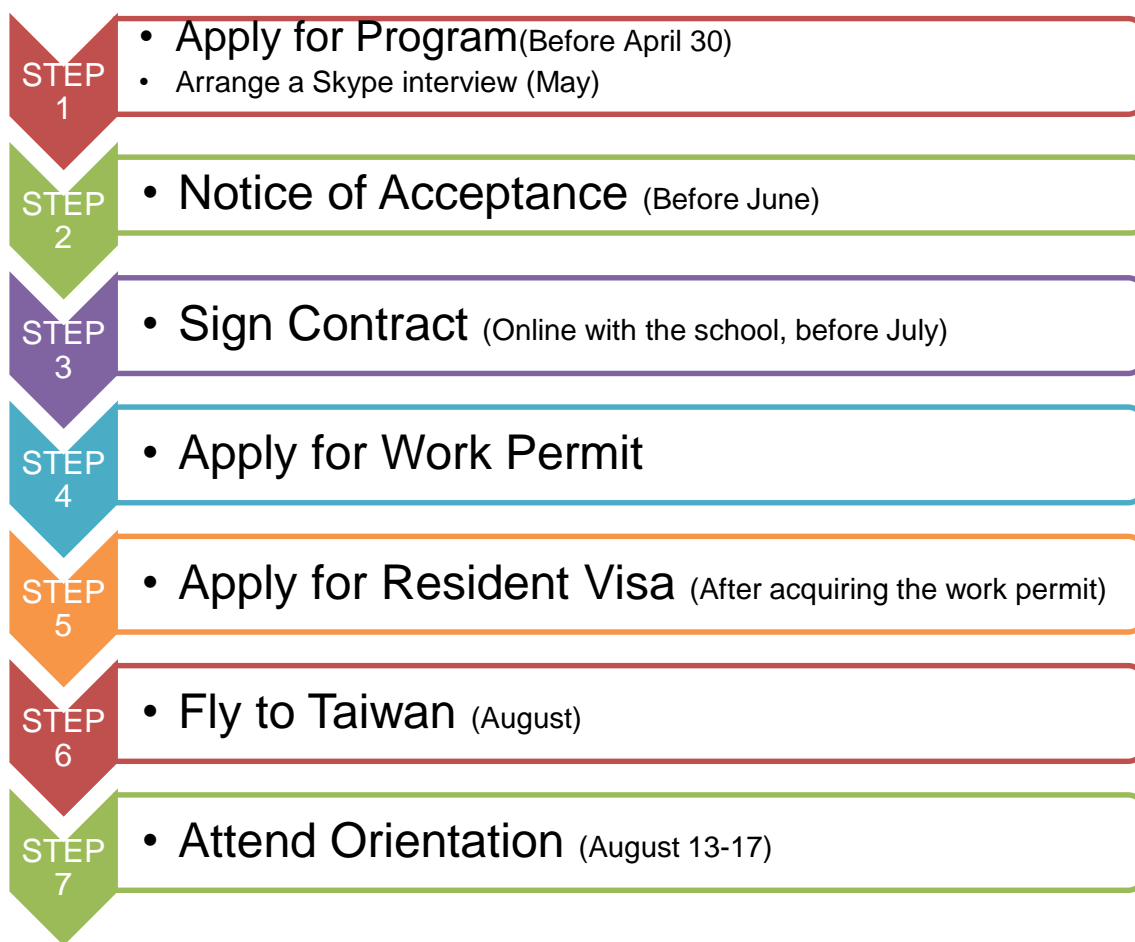 STEP
1
• Apply for Program(Before April 30)
• Arrange a Skype interview (May)
STEP
2
• Notice of Acceptance (Before June)
STEP
3
• Sign Contract (Online with the school, before July)
STEP
4
• Apply for Work Permit
STEP
5
• Apply for Resident Visa (After acquiring the work permit)
STEP
6
• Fly to Taiwan (August)
STEP
7
• Attend Orientation (August 13-17)